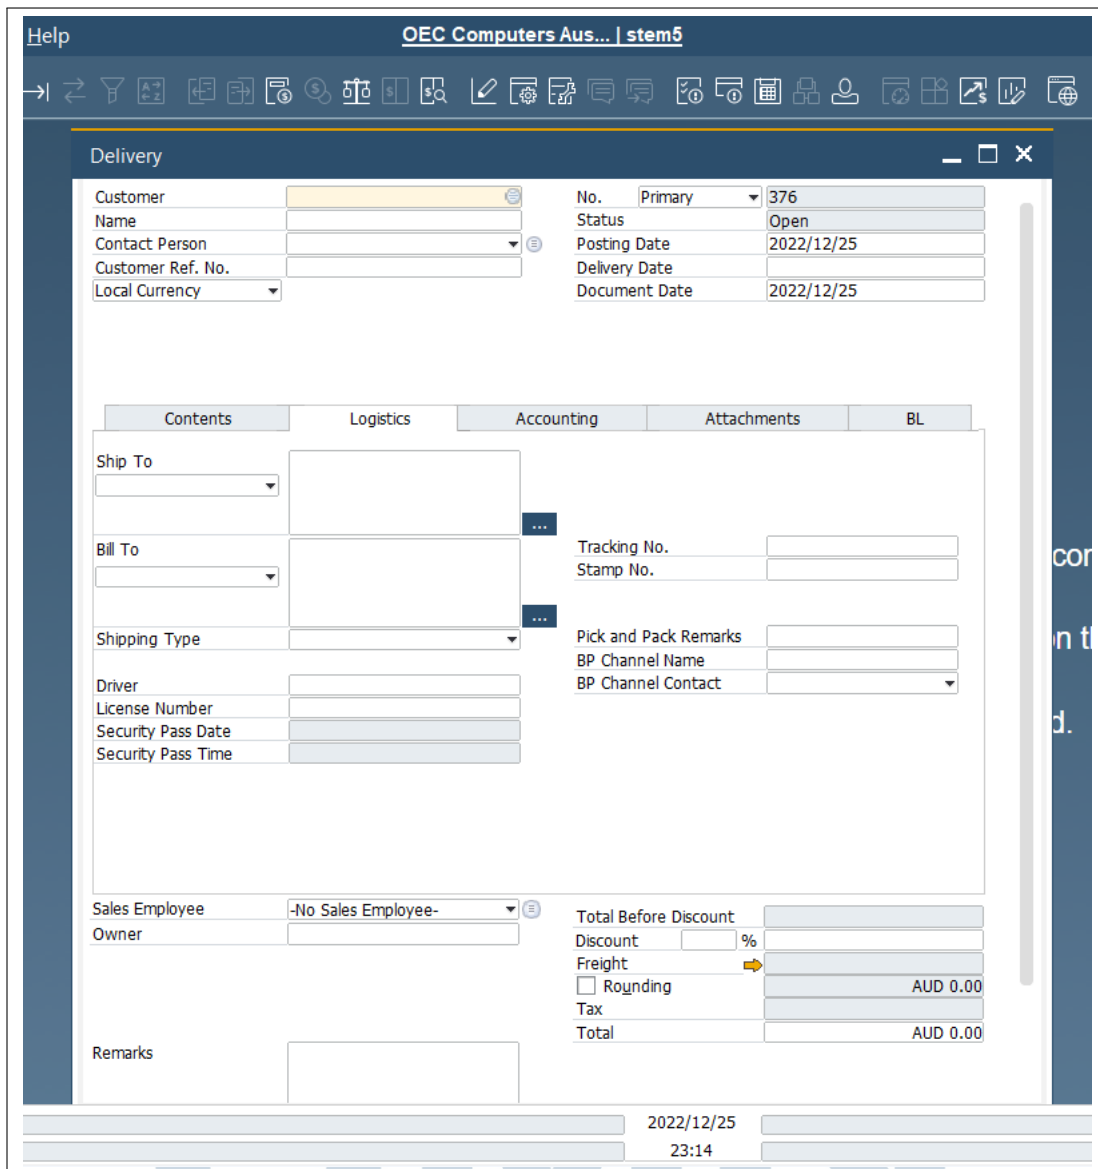 Help
OEC Computers Aus... | stem5
Delivery
Customer
Name
Contact Person
Customer Ref. No.
Local Currency
No. Primary 376
Status Open
Posting Date 2022/12/25
Delivery Date
Document Date 2022/12/25
Contents Logistics Accounting Attachments BL
Ship To
...
Bill To
...
Shipping Type
Driver
License Number
Security Pass Date
Security Pass Time
Tracking No.
Stamp No.
Pick and Pack Remarks
BP Channel Name
BP Channel Contact
d.
Sales Employee -No Sales Employee-
Owner
Remarks
Total Before Discount
Discount %
Freight
Rounding AUD 0.00
Tax
Total AUD 0.00
2022/12/25
23:14